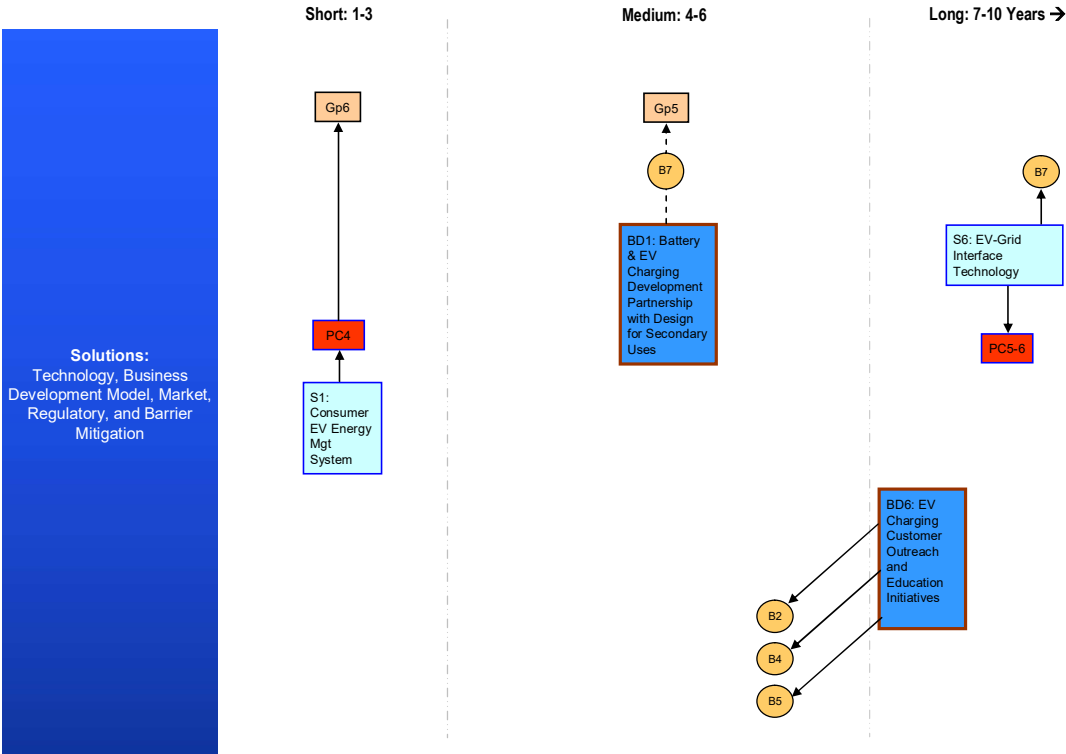 Short: 1-3
Medium: 4-6
Long: 7-10 Years →
Solutions:
Technology, Business
Development Model, Market,
Regulatory, and Barrier
Mitigation
Gp6
PC4
S1:
Consumer
EV Energy
Mgt
System
Gp5
B7
BD1: Battery
& EV
Charging
Development
Partnership
with Design
for Secondary
Uses
B7
S6: EV-Grid
Interface
Technology
PC5-6
BD6: EV
Charging
Customer
Outreach
and
Education
Initiatives
B2
B4
B5